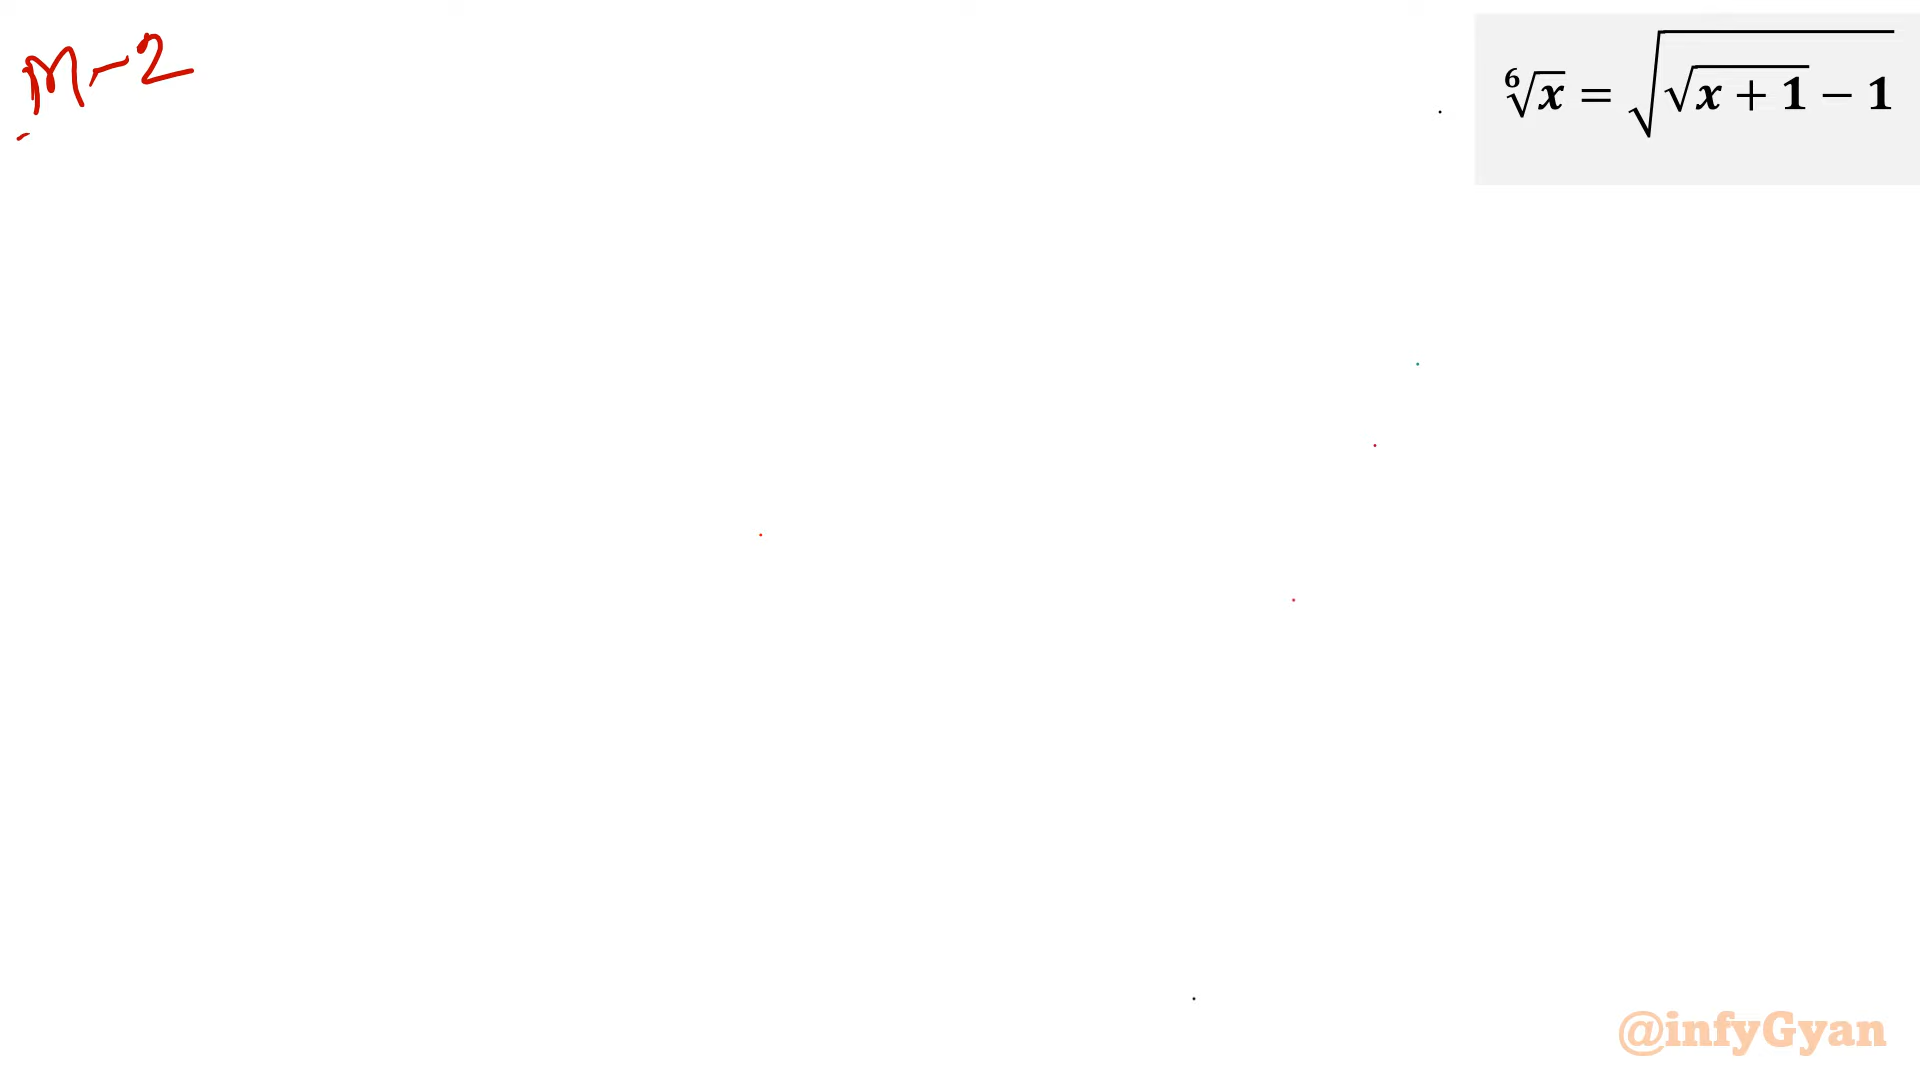 M-2
⁶√x = √(√(x + 1) − 1)
@infyGyan